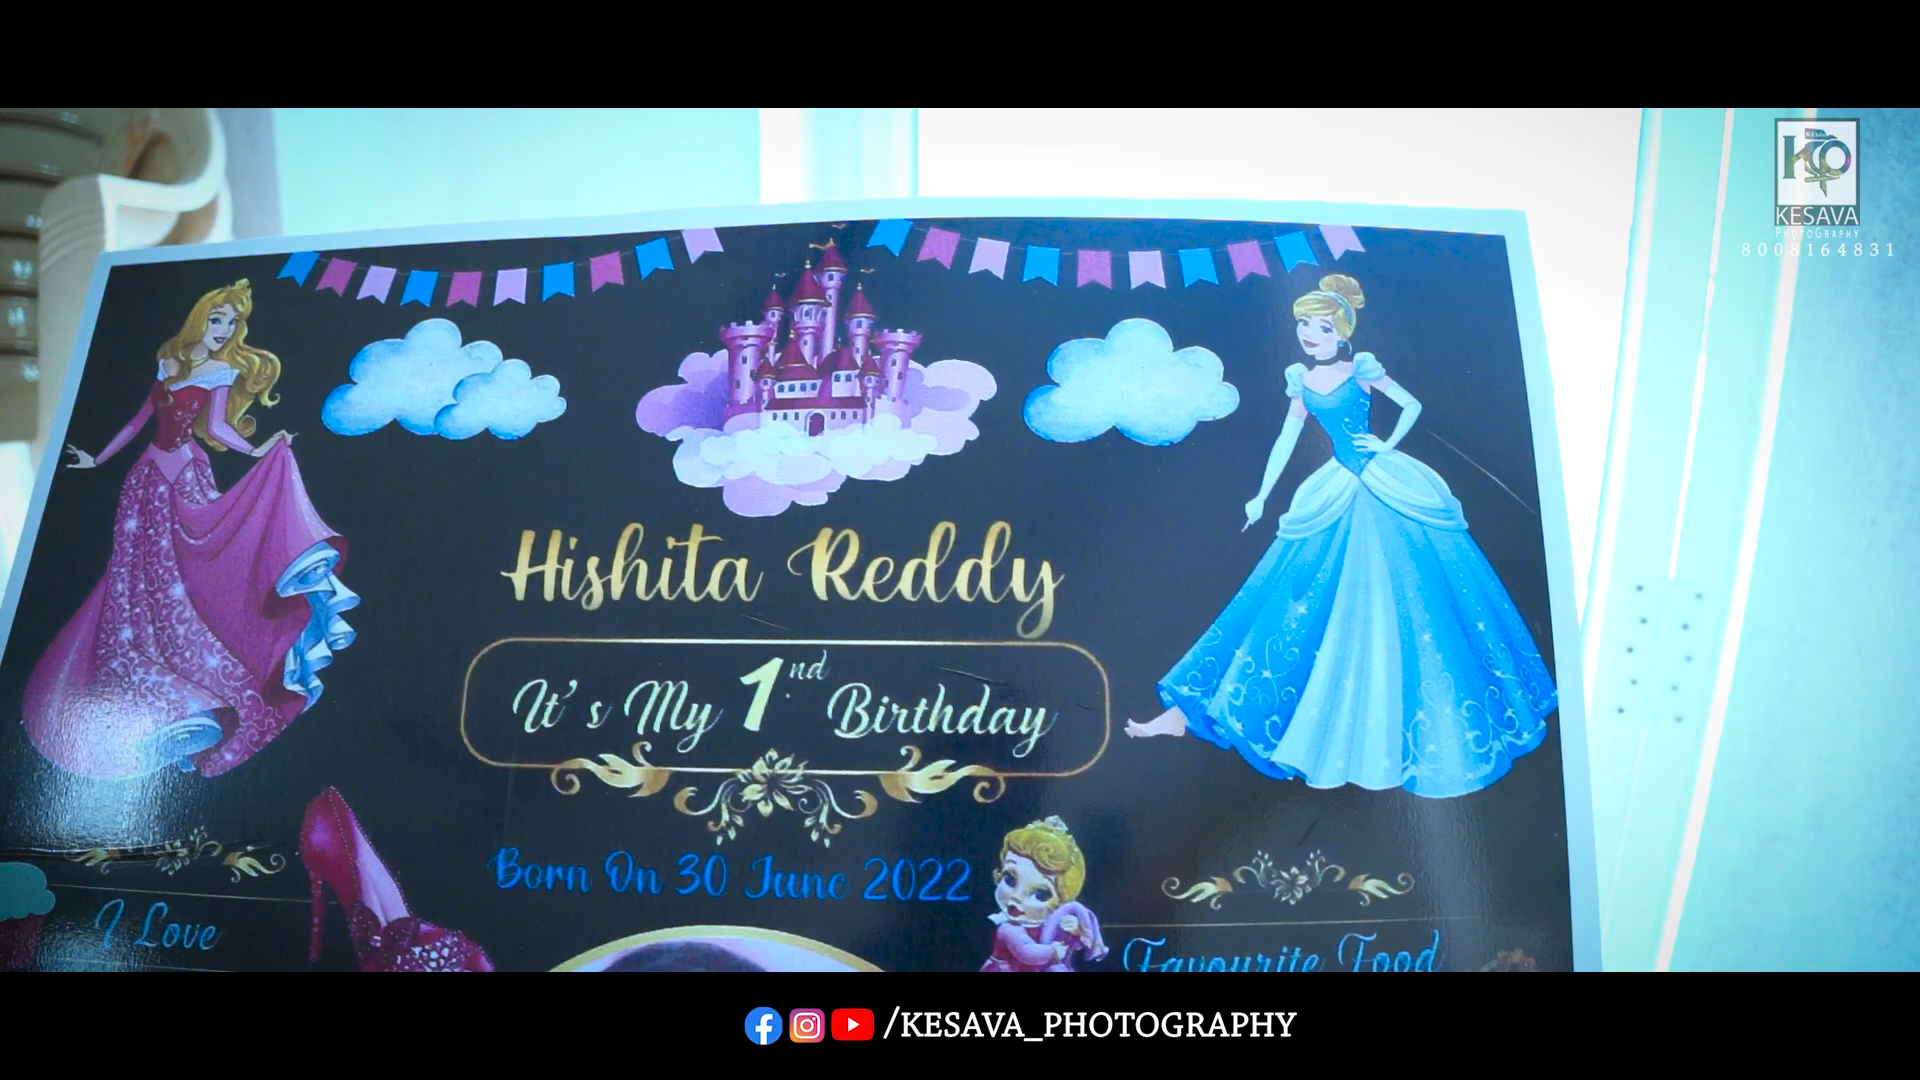 KESAVA
PHOTOGRAPHY
8008164831
Hishita Reddy
It's My 1nd Birthday
Born On 30 June 2022
I Love
Favourite Food
/KESAVA_PHOTOGRAPHY